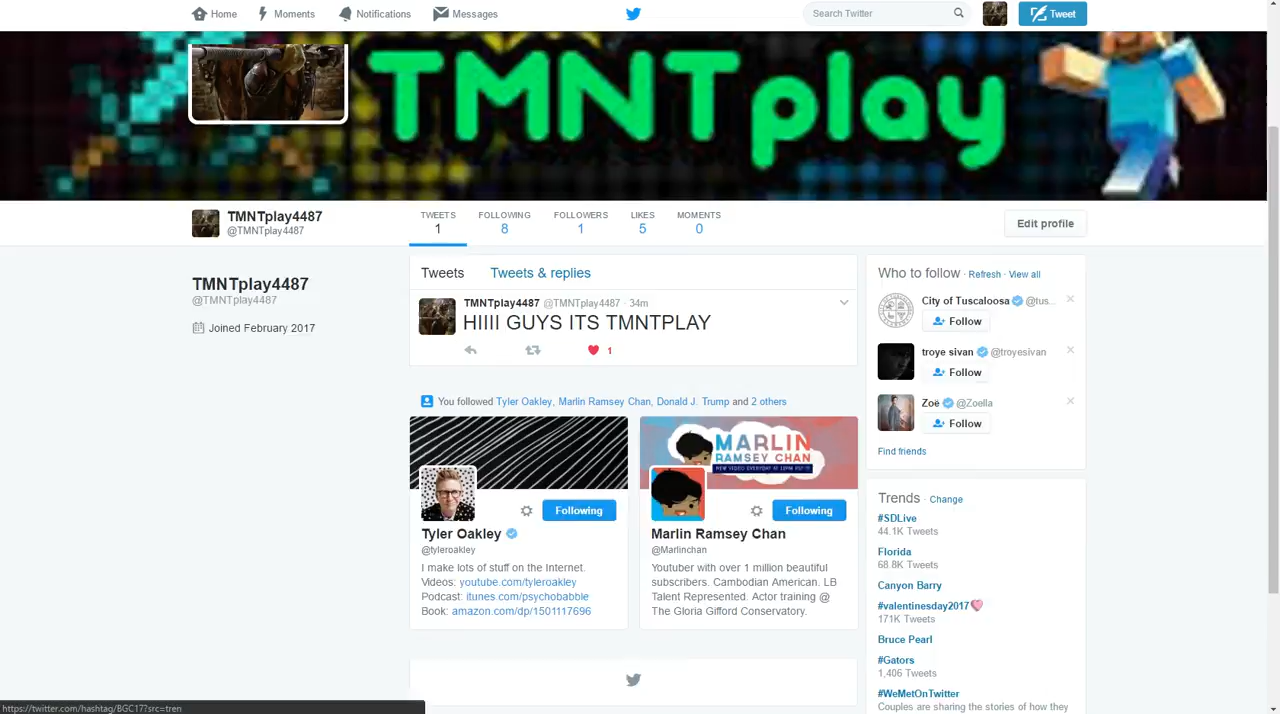 Home Moments Notifications Messages Search Twitter Tweet
TMNTplay
TMNTplay4487
@TMNTplay4487
TWEETS FOLLOWING FOLLOWERS LIKES MOMENTS
1 8 1 5 0
Edit profile
TMNTplay4487
@TMNTplay4487
Joined February 2017
Tweets Tweets & replies
TMNTplay4487 @TMNTplay4487 · 34m
HIIII GUYS ITS TMNTPLAY
1
You followed Tyler Oakley, Marlin Ramsey Chan, Donald J. Trump and 2 others
Following
Tyler Oakley
@tyleroakley
I make lots of stuff on the Internet.
Videos: youtube.com/tyleroakley
Podcast: itunes.com/psychobabble
Book: amazon.com/dp/1501117696
MARLIN
RAMSEY CHAN
NEW VIDEO EVERYDAY AT 12PM PST !!!
Following
Marlin Ramsey Chan
@Marlinchan
Youtuber with over 1 million beautiful
subscribers. Cambodian American. LB
Talent Represented. Actor training @
The Gloria Gifford Conservatory.
Who to follow · Refresh · View all
City of Tuscaloosa @tus...
Follow
troye sivan @troyesivan
Follow
Zoë @Zoella
Follow
Find friends
Trends · Change
#SDLive
44.1K Tweets
Florida
68.8K Tweets
Canyon Barry
#valentinesday2017
171K Tweets
Bruce Pearl
#Gators
1,406 Tweets
#WeMetOnTwitter
Couples are sharing the stories of how they
https://twitter.com/hashtag/BGC17?src=tren